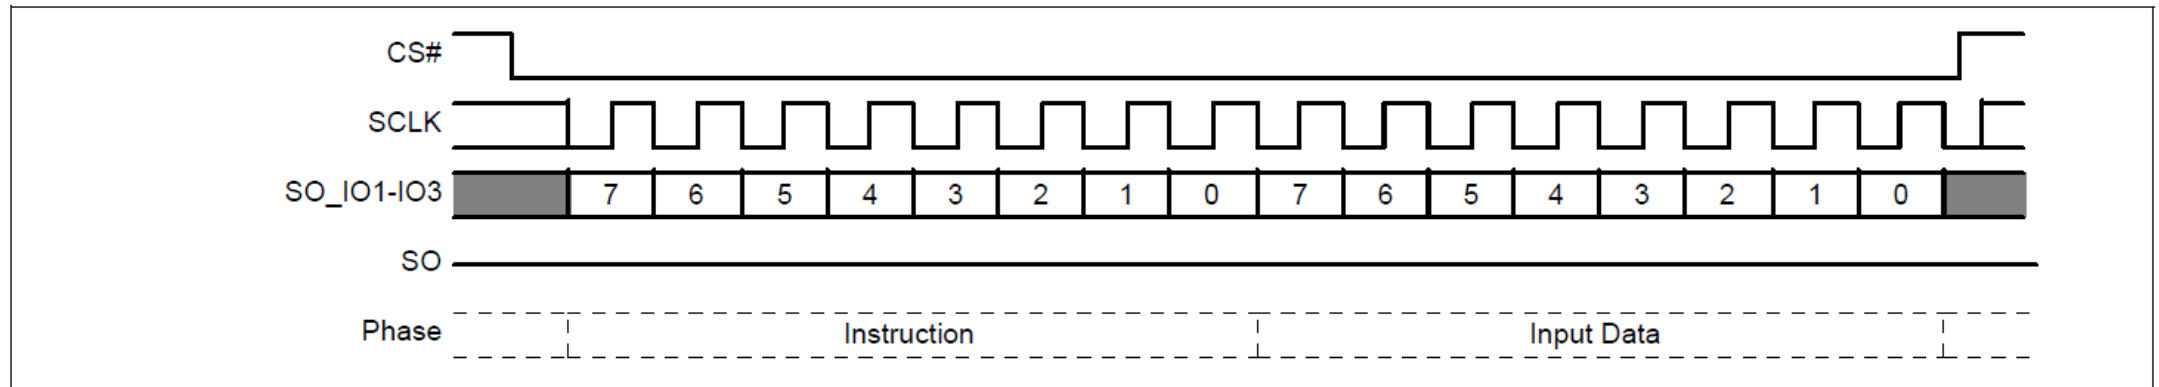 CS#
SCLK
SO_IO1-IO3 7 6 5 4 3 2 1 0 7 6 5 4 3 2 1 0
SO
Phase Instruction Input Data